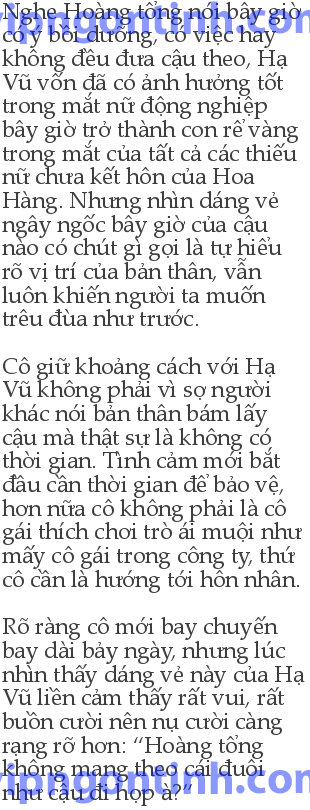 Nghe Hoàng tổng nói bây giờ
cố ý bồi dưỡng, có việc hay
không đều đưa cậu theo, Hạ
Vũ vốn đã có ảnh hưởng tốt
trong mắt nữ động nghiệp
bây giờ trở thành con rể vàng
trong mắt của tất cả các thiếu
nữ chưa kết hôn của Hoa
Hàng. Nhưng nhìn dáng vẻ
ngây ngốc bây giờ của cậu
nào có chút gì gọi là tự hiểu
rõ vị trí của bản thân, vẫn
luôn khiến người ta muốn
trêu đùa như trước.
Cô giữ khoảng cách với Hạ
Vũ không phải vì sợ người
khác nói bản thân bám lấy
cậu mà thật sự là không có
thời gian. Tình cảm mới bắt
đầu cần thời gian để bảo vệ,
hơn nữa cô không phải là cô
gái thích chơi trò ái muội như
mấy cô gái trong công ty, thứ
cô cần là hướng tới hôn nhân.
Rõ ràng cô mới bay chuyến
bay dài bảy ngày, nhưng lúc
nhìn thấy dáng vẻ này của Hạ
Vũ liền cảm thấy rất vui, rất
buồn cười nên nụ cười càng
rạng rỡ hơn: “Hoàng tổng
không mang theo cái đuôi
như cậu đi họp à?”